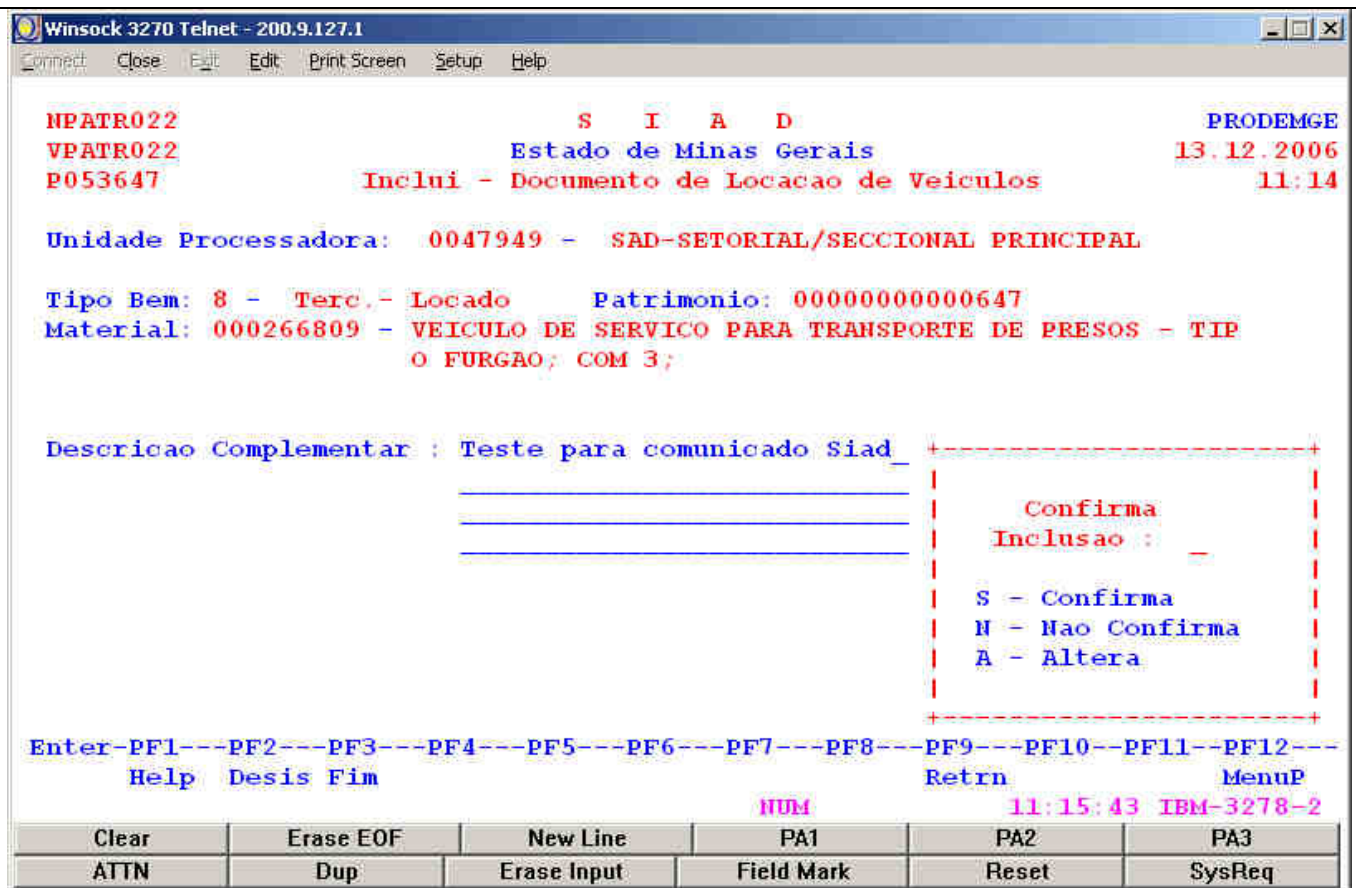 Winsock 3270 Telnet - 200.9.127.1
Connect Close Exit Edit Print Screen Setup Help
NPATR022 S I A D PRODEMGE
VPATR022 Estado de Minas Gerais 13.12.2006
P053647 Inclui - Documento de Locacao de Veiculos 11:14
Unidade Processadora: 0047949 - SAD-SETORIAL/SECCIONAL PRINCIPAL
Tipo Bem: 8 - Terc.- Locado Patrimonio: 00000000000647
Material: 000266809 - VEICULO DE SERVICO PARA TRANSPORTE DE PRESOS - TIP
O FURGAO; COM 3;
Descricao Complementar : Teste para comunicado Siad_
Confirma
Inclusao : _
S - Confirma
N - Nao Confirma
A - Altera
Enter-PF1---PF2---PF3---PF4---PF5---PF6---PF7---PF8---PF9---PF10--PF11--PF12---
Help Desis Fim Retrn MenuP
NUM 11:15:43 IBM-3278-2
Clear Erase EOF New Line PA1 PA2 PA3
ATTN Dup Erase Input Field Mark Reset SysReq